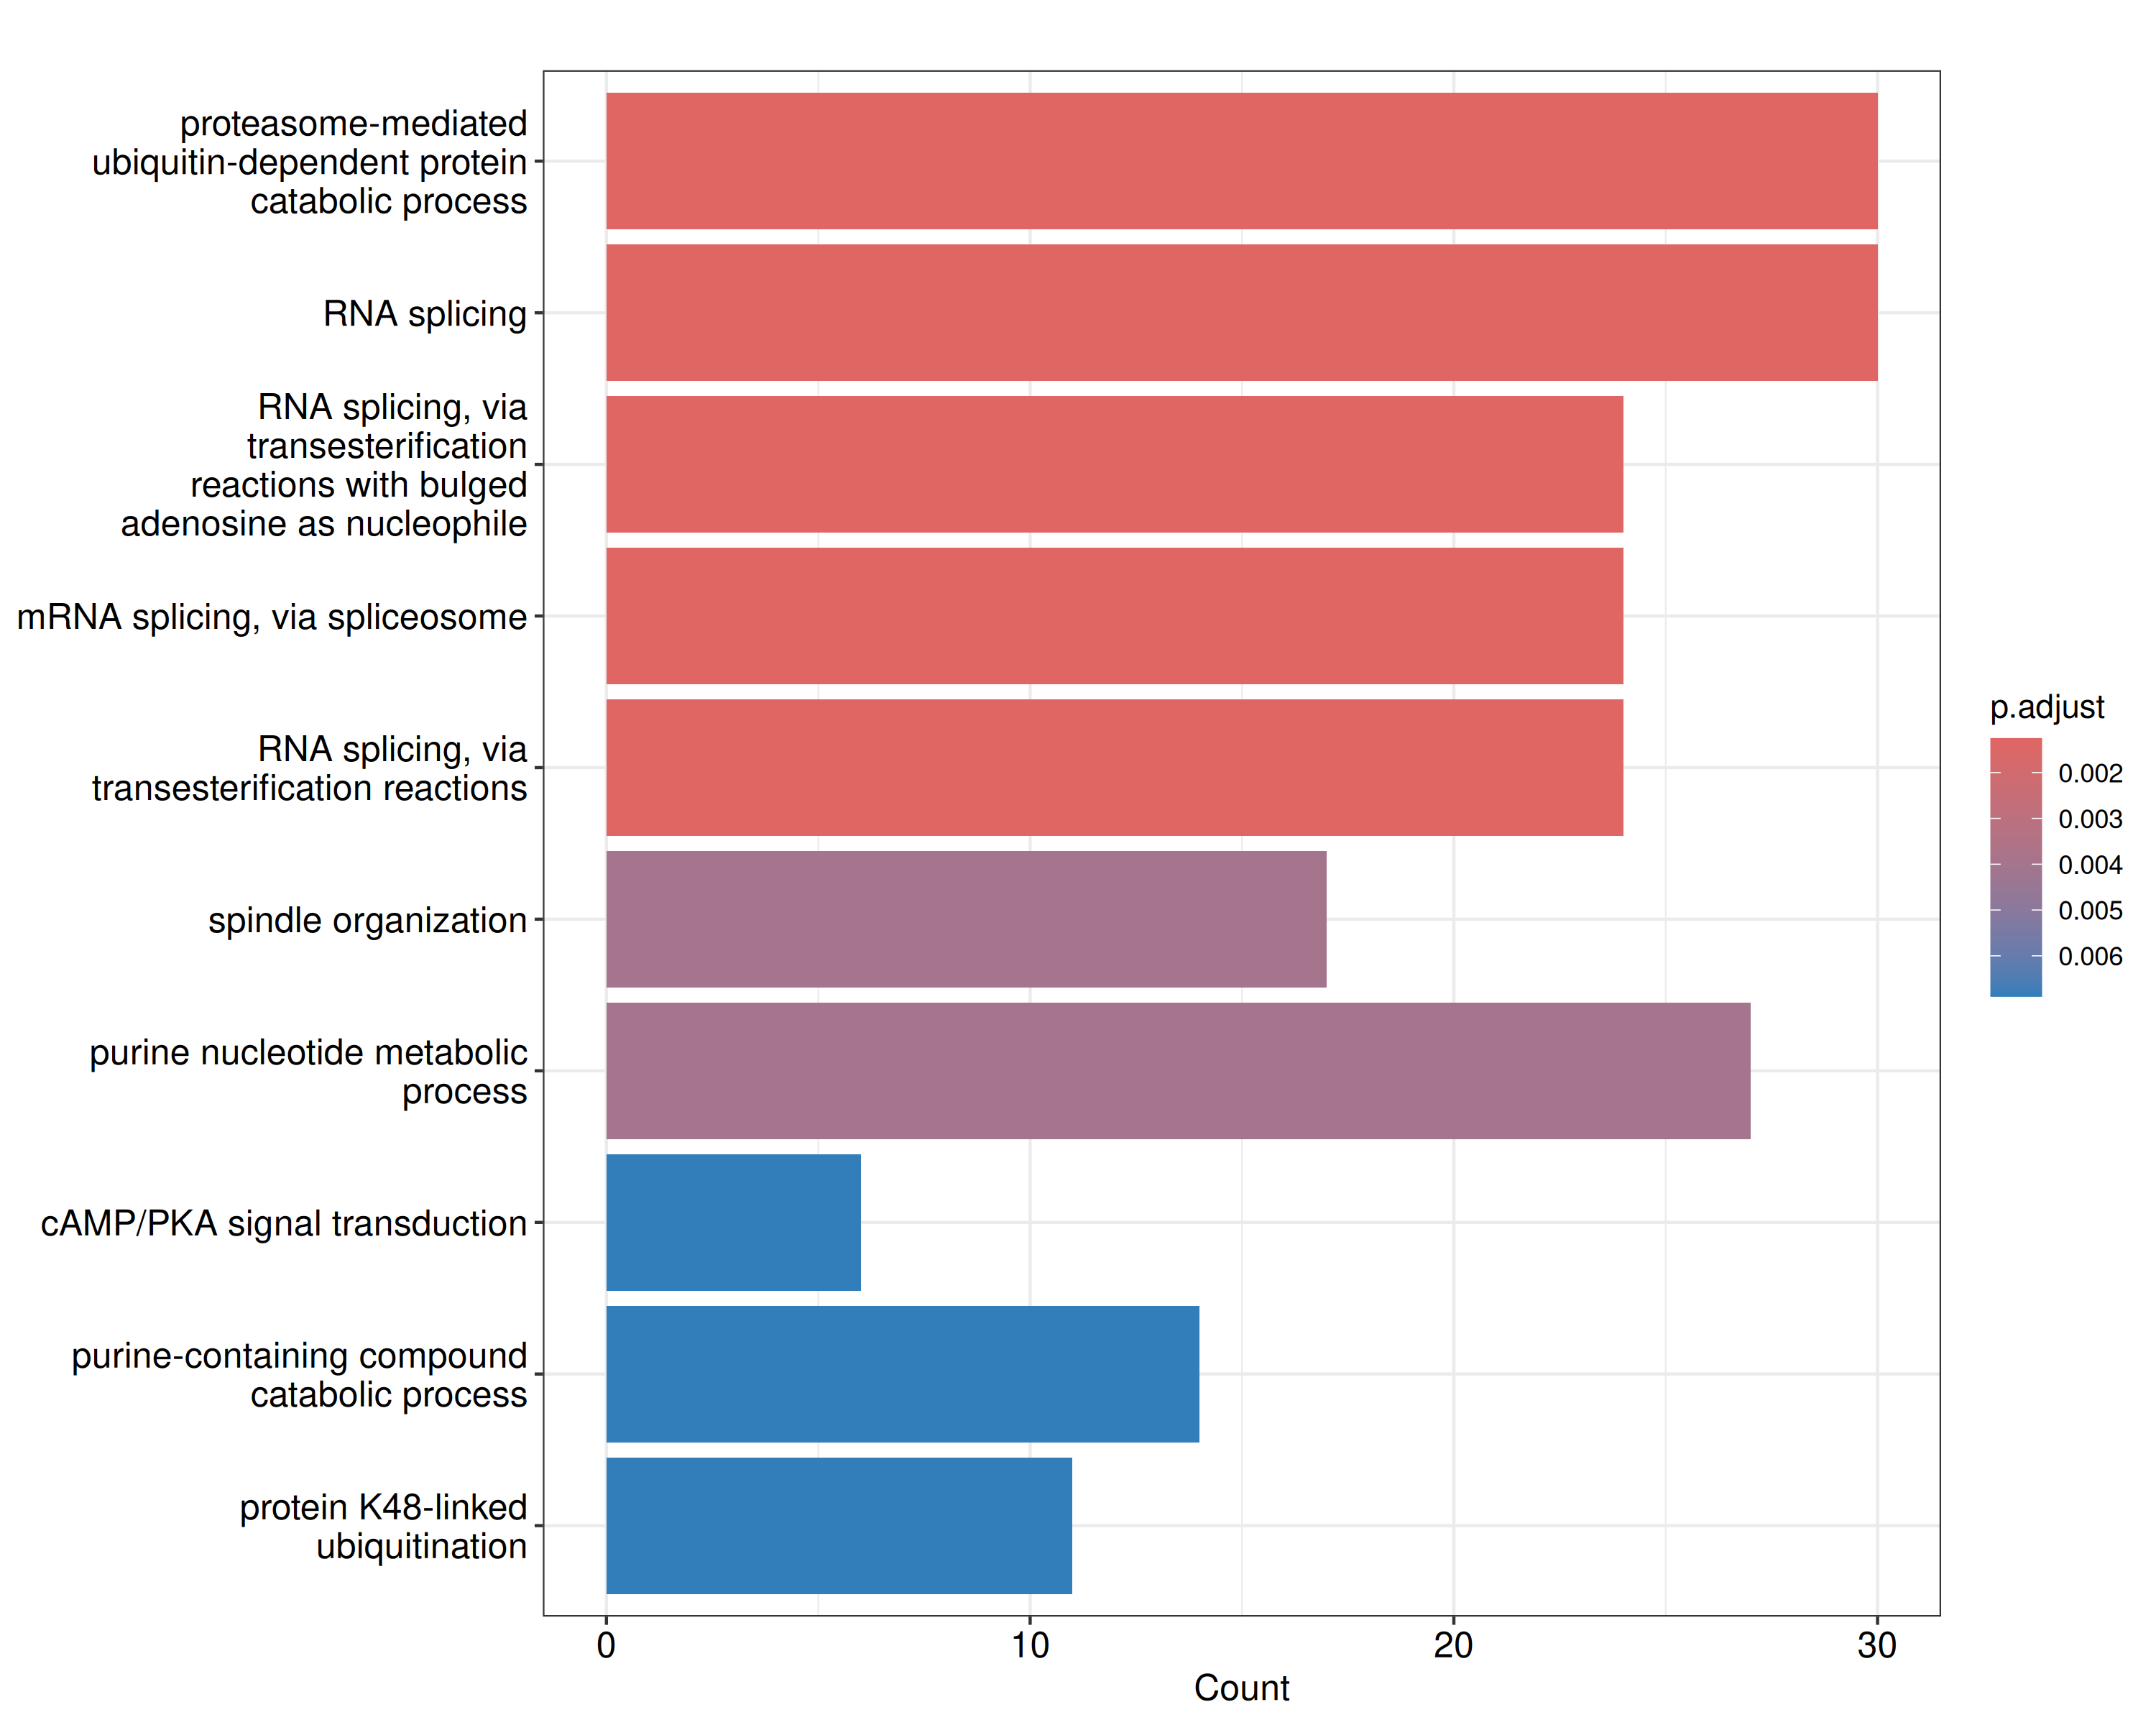 proteasome-mediated
ubiquitin-dependent protein
catabolic process
RNA splicing
RNA splicing, via
transesterification
reactions with bulged
adenosine as nucleophile
mRNA splicing, via spliceosome
RNA splicing, via
transesterification reactions
spindle organization
purine nucleotide metabolic
process
cAMP/PKA signal transduction
purine-containing compound
catabolic process
protein K48-linked
ubiquitination
0 10 20 30
Count
p.adjust
0.002
0.003
0.004
0.005
0.006